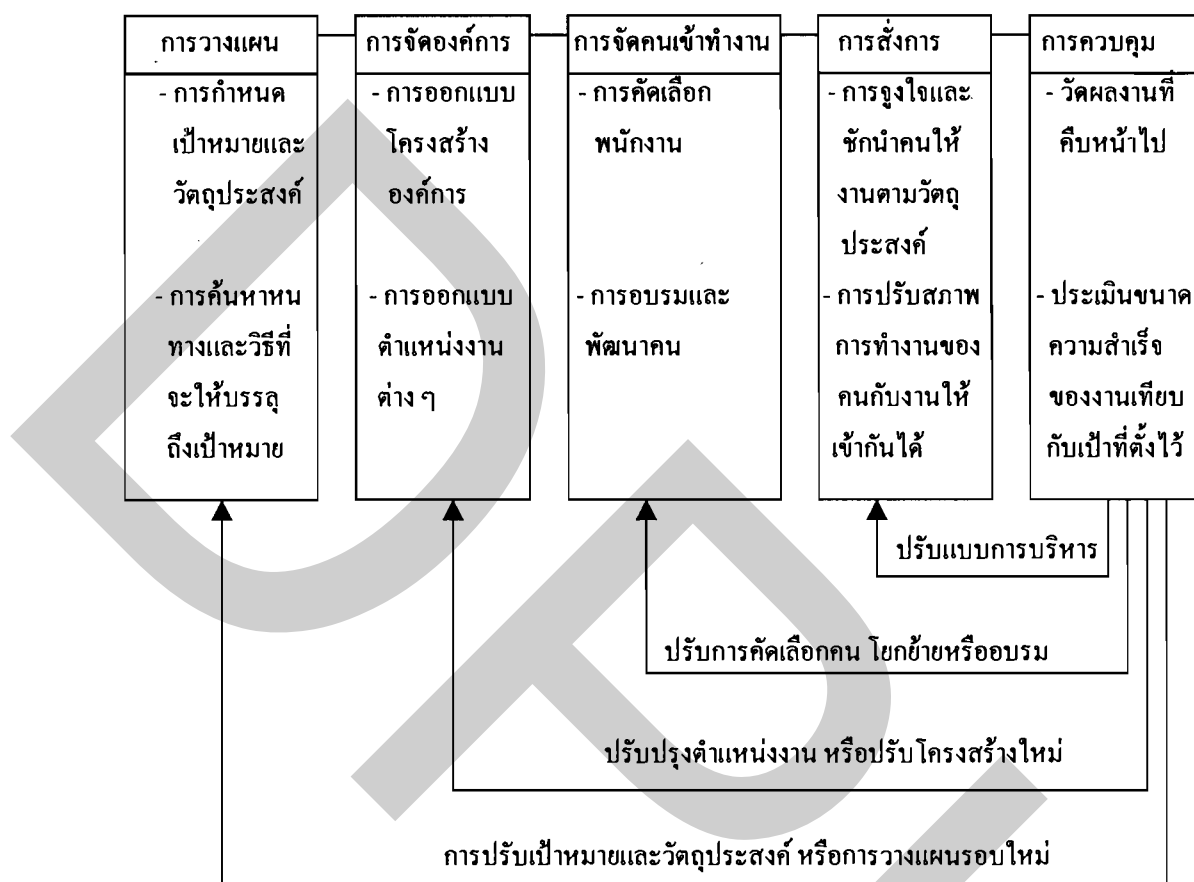 การวางแผน
- การกำหนด
เป้าหมายและ
วัตถุประสงค์
- การค้นหาหน
ทางและวิธีที่
จะให้บรรลุ
ถึงเป้าหมาย
การจัดองค์การ
- การออกแบบ
โครงสร้าง
องค์การ
- การออกแบบ
ตำแหน่งงาน
ต่าง ๆ
การจัดคนเข้าทำงาน
- การคัดเลือก
พนักงาน
- การอบรมและ
พัฒนาคน
การสั่งการ
- การจูงใจและ
ชักนำคนให้
งานตามวัตถุ
ประสงค์
- การปรับสภาพ
การทำงานของ
คนกับงานให้
เข้ากันได้
การควบคุม
- วัดผลงานที่
คืบหน้าไป
- ประเมินขนาด
ความสำเร็จ
ของงานเทียบ
กับเป้าที่ตั้งไว้
ปรับแบบการบริหาร
ปรับการคัดเลือกคน โยกย้ายหรืออบรม
ปรับปรุงตำแหน่งงาน หรือปรับโครงสร้างใหม่
การปรับเป้าหมายและวัตถุประสงค์ หรือการวางแผนรอบใหม่